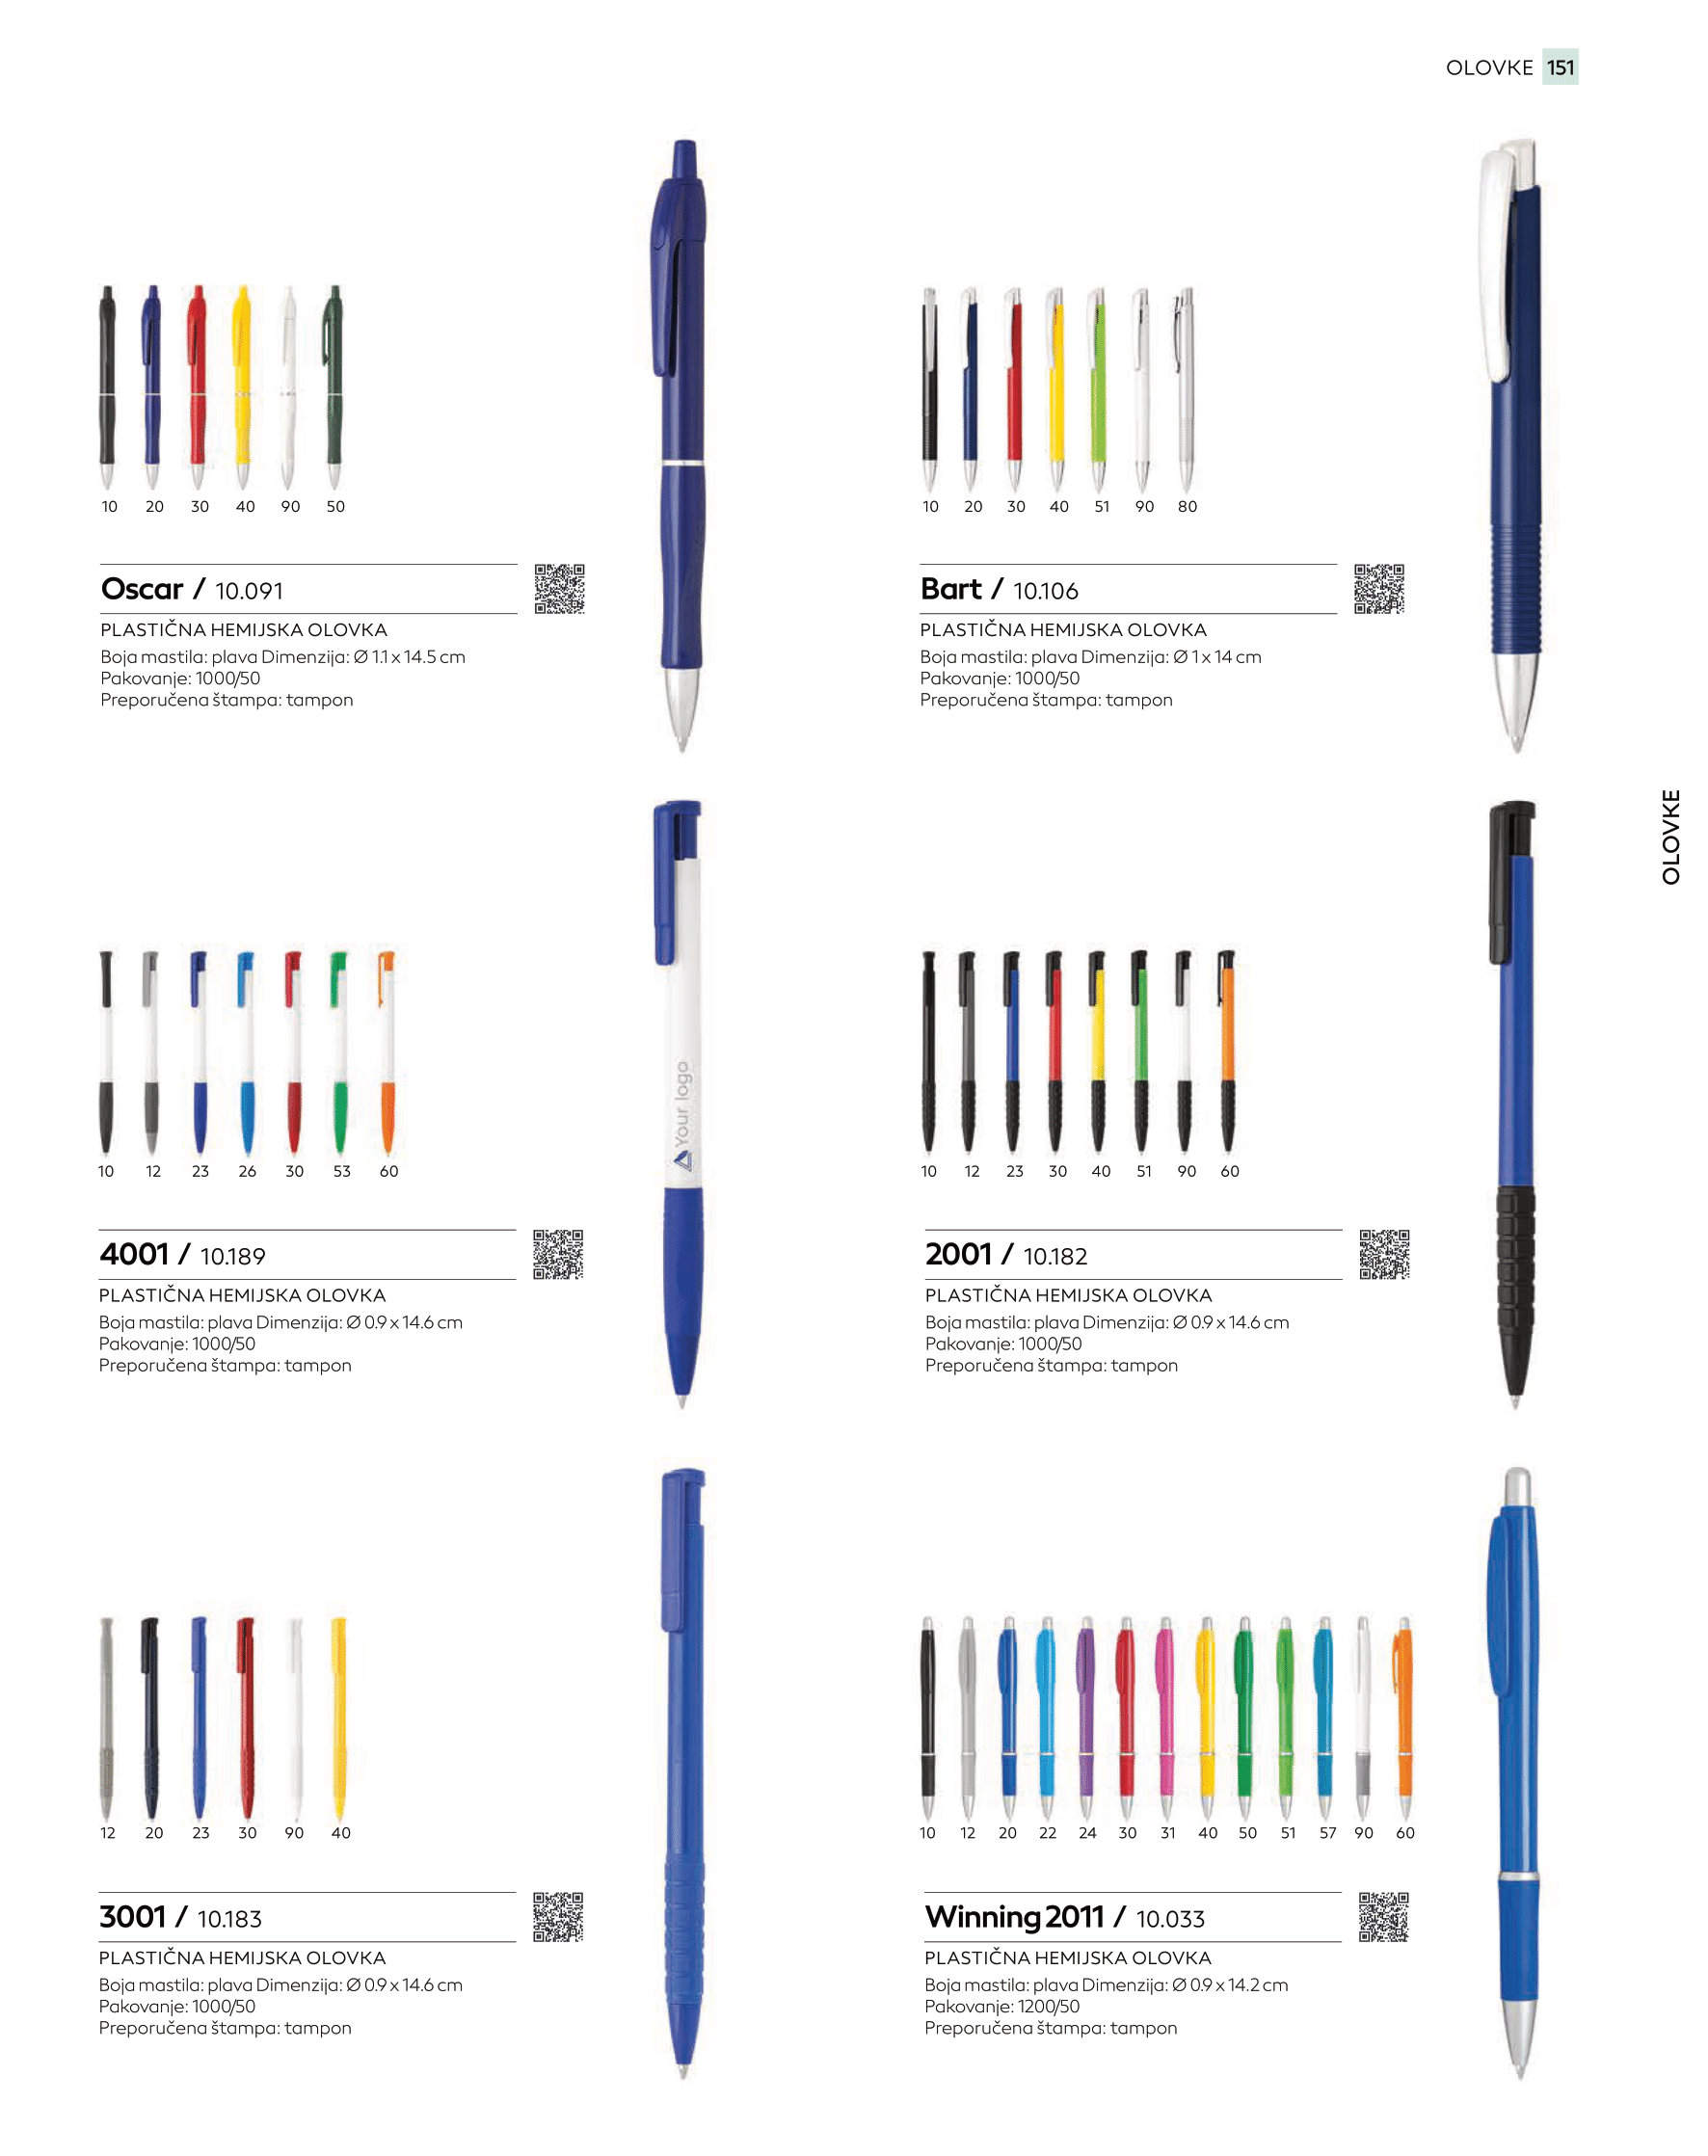 OLOVKE 151
10 20 30 40 90 50
Oscar / 10.091
PLASTIČNA HEMIJSKA OLOVKA
Boja mastila: plava Dimenzija: Ø 1.1 x 14.5 cm
Pakovanje: 1000/50
Preporučena štampa: tampon
10 20 30 40 51 90 80
Bart / 10.106
PLASTIČNA HEMIJSKA OLOVKA
Boja mastila: plava Dimenzija: Ø 1 x 14 cm
Pakovanje: 1000/50
Preporučena štampa: tampon
OLOVKE
10 12 23 26 30 53 60
Your logo
4001 / 10.189
PLASTIČNA HEMIJSKA OLOVKA
Boja mastila: plava Dimenzija: Ø 0.9 x 14.6 cm
Pakovanje: 1000/50
Preporučena štampa: tampon
10 12 23 30 40 51 90 60
2001 / 10.182
PLASTIČNA HEMIJSKA OLOVKA
Boja mastila: plava Dimenzija: Ø 0.9 x 14.6 cm
Pakovanje: 1000/50
Preporučena štampa: tampon
12 20 23 30 90 40
3001 / 10.183
PLASTIČNA HEMIJSKA OLOVKA
Boja mastila: plava Dimenzija: Ø 0.9 x 14.6 cm
Pakovanje: 1000/50
Preporučena štampa: tampon
10 12 20 22 24 30 31 40 50 51 57 90 60
Winning 2011 / 10.033
PLASTIČNA HEMIJSKA OLOVKA
Boja mastila: plava Dimenzija: Ø 0.9 x 14.2 cm
Pakovanje: 1200/50
Preporučena štampa: tampon